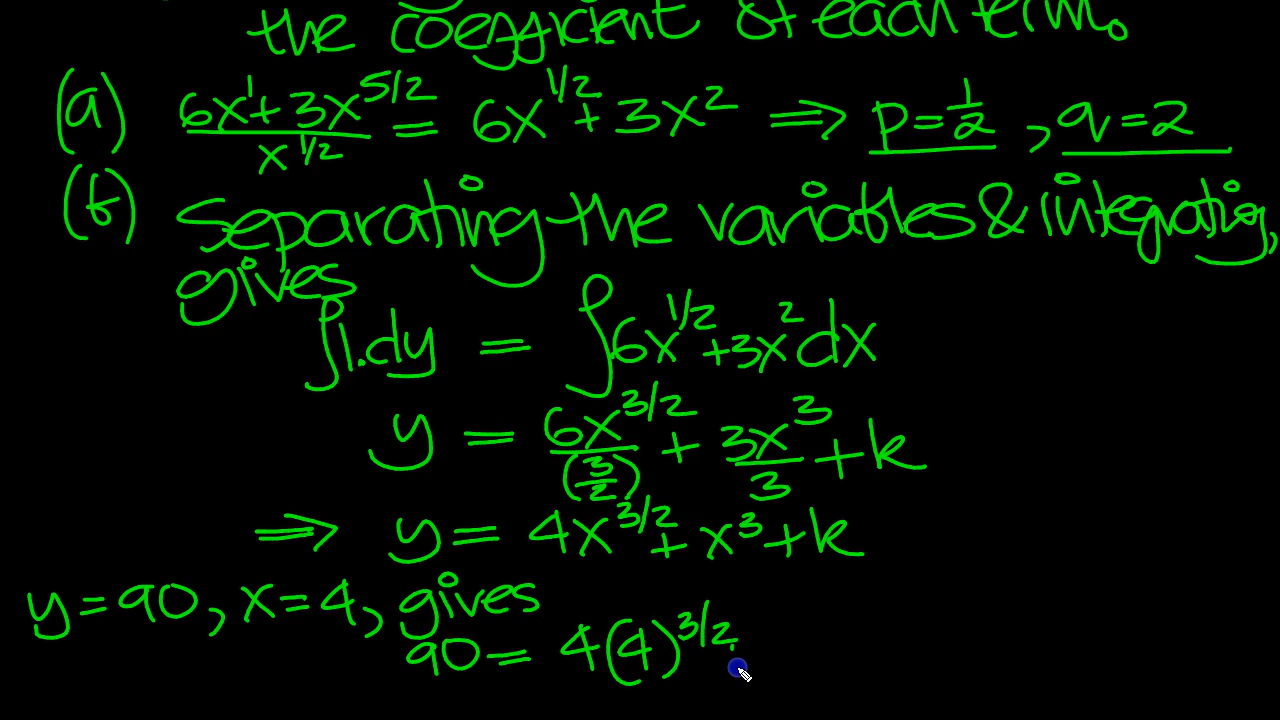 the coefficient of each term.
(a) (6x¹ + 3x^(5/2)) / x^(1/2) = 6x^(1/2) + 3x² ⇒ p = 1/2, q = 2
(b) separating the variables & integrating,
gives
∫1.dy = ∫6x^(1/2) + 3x² dx
y = 6x^(3/2) / (3/2) + 3x³/3 + k
⇒ y = 4x^(3/2) + x³ + k
y = 90, x = 4, gives
90 = 4(4)^(3/2)